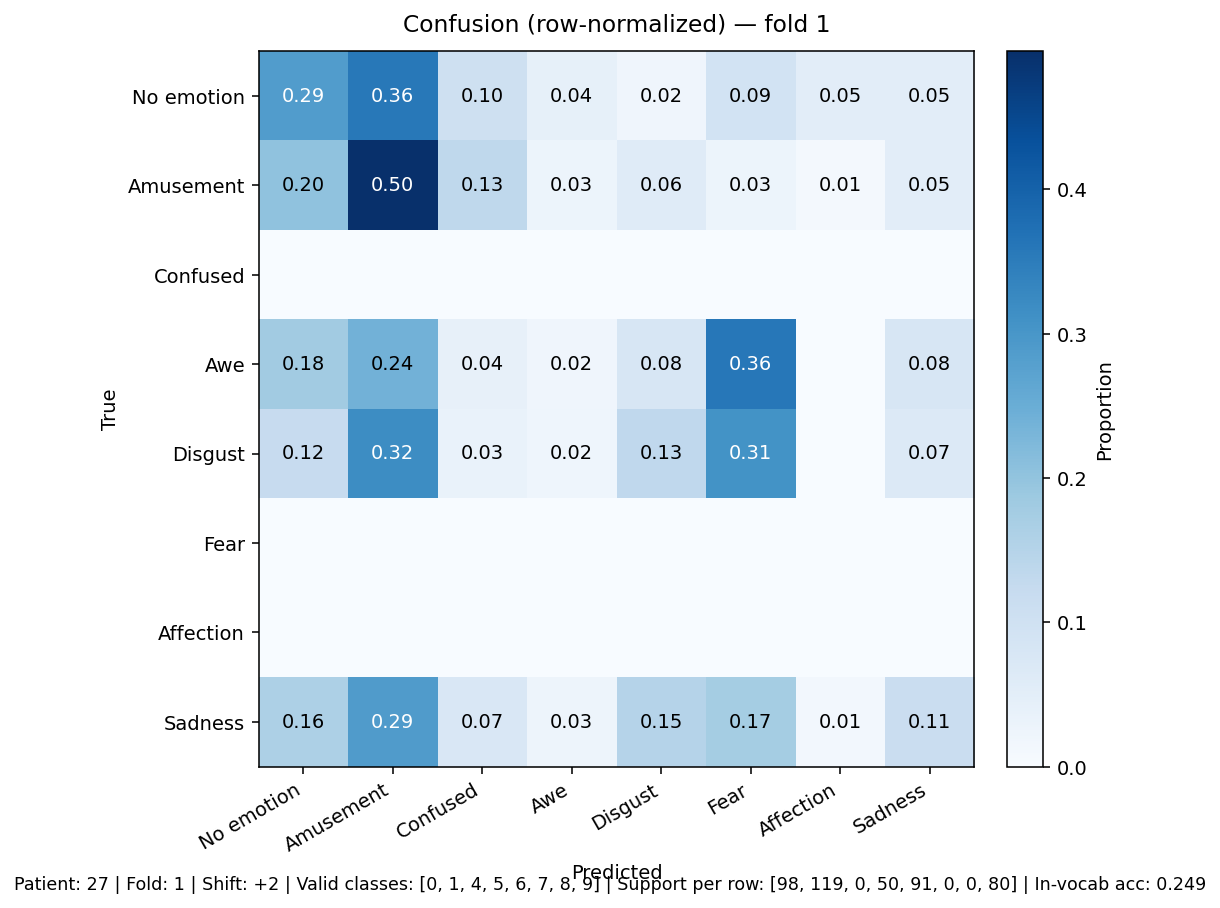 Confusion (row-normalized) — fold 1
No emotion 0.29 0.36 0.10 0.04 0.02 0.09 0.05 0.05
Amusement 0.20 0.50 0.13 0.03 0.06 0.03 0.01 0.05
Confused
Awe 0.18 0.24 0.04 0.02 0.08 0.36 0.08
Disgust 0.12 0.32 0.03 0.02 0.13 0.31 0.07
Fear
Affection
Sadness 0.16 0.29 0.07 0.03 0.15 0.17 0.01 0.11
True
No emotion Amusement Confused Awe Disgust Fear Affection Sadness
Predicted
0.4
0.3
0.2
0.1
0.0
Proportion
Patient: 27 | Fold: 1 | Shift: +2 | Valid classes: [0, 1, 4, 5, 6, 7, 8, 9] | Support per row: [98, 119, 0, 50, 91, 0, 0, 80] | In-vocab acc: 0.249